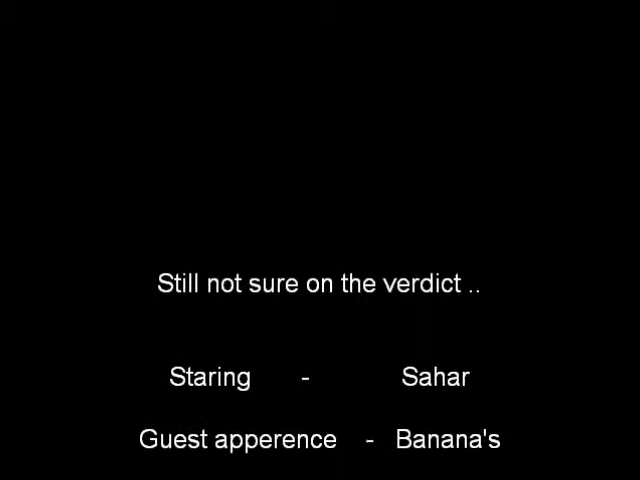 Still not sure on the verdict ..
Staring - Sahar
Guest apperence - Banana's